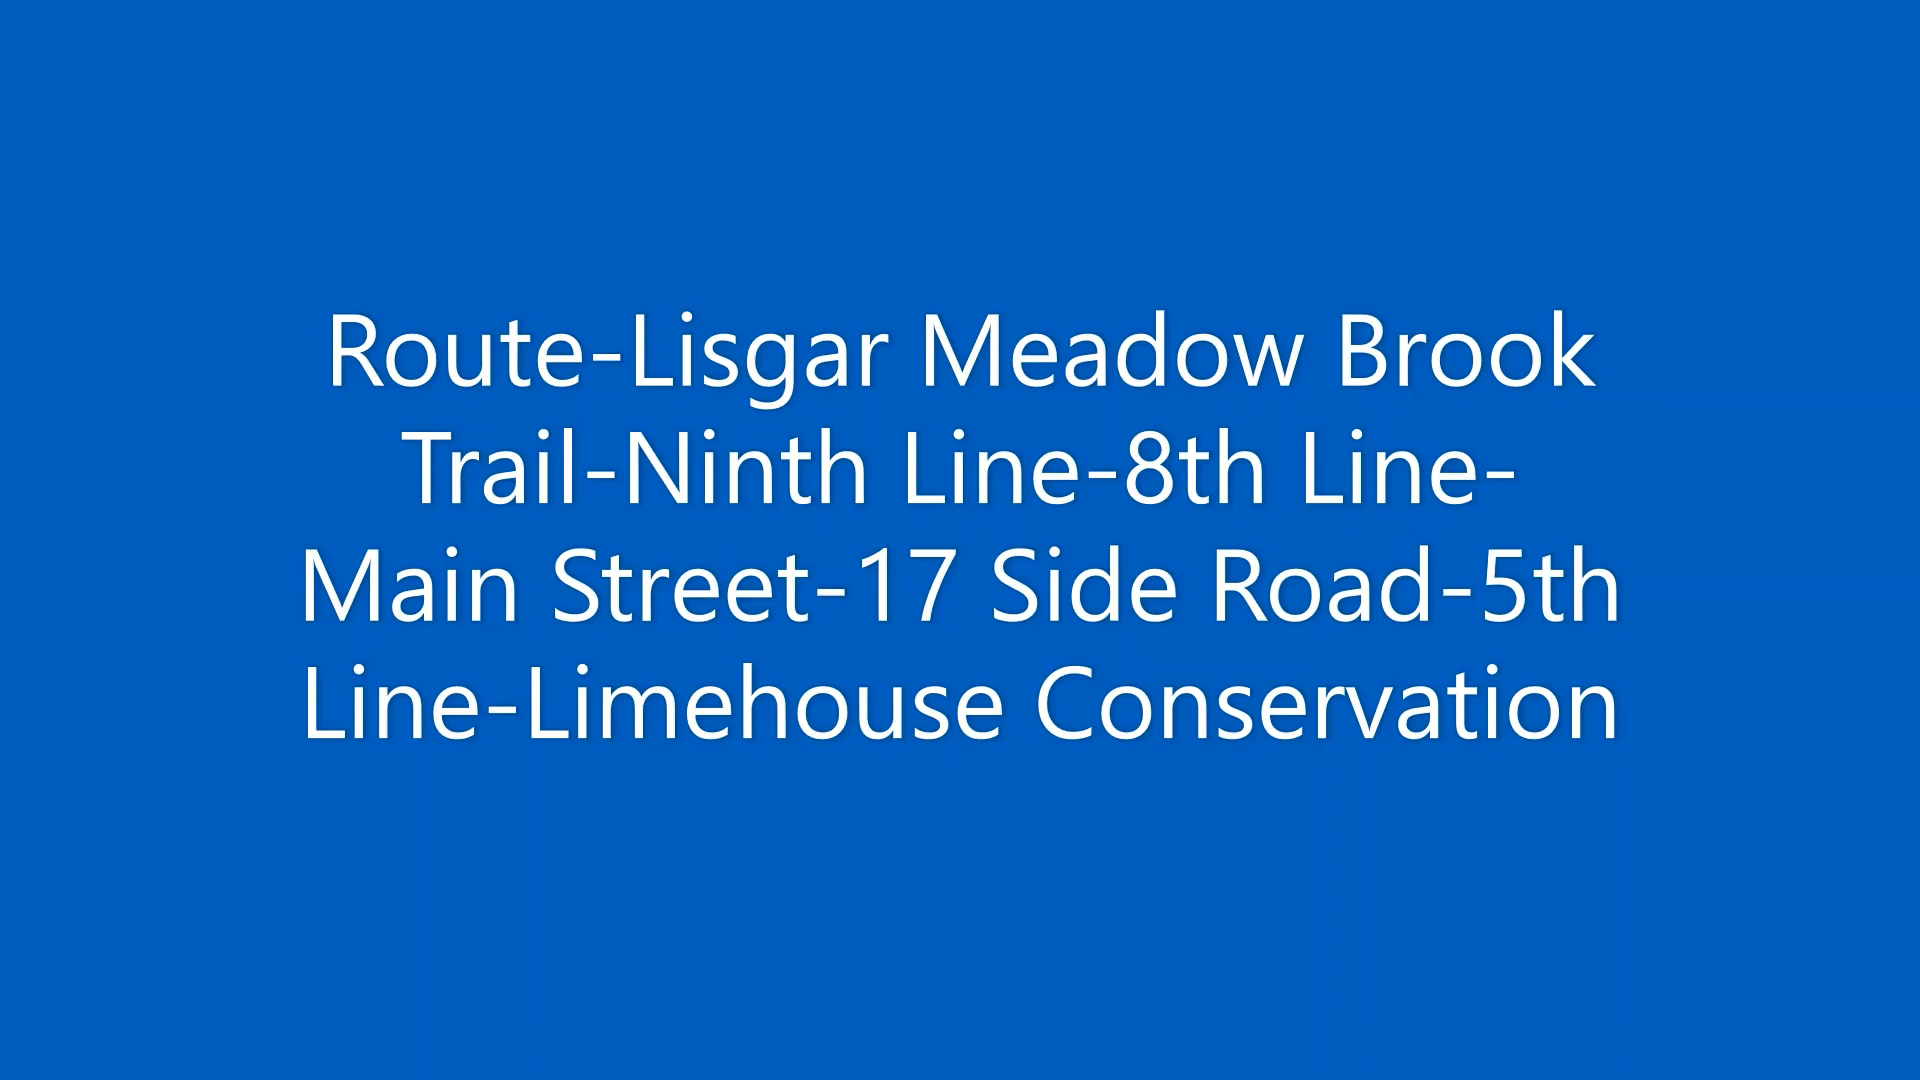 Route-Lisgar Meadow Brook
Trail-Ninth Line-8th Line-
Main Street-17 Side Road-5th
Line-Limehouse Conservation